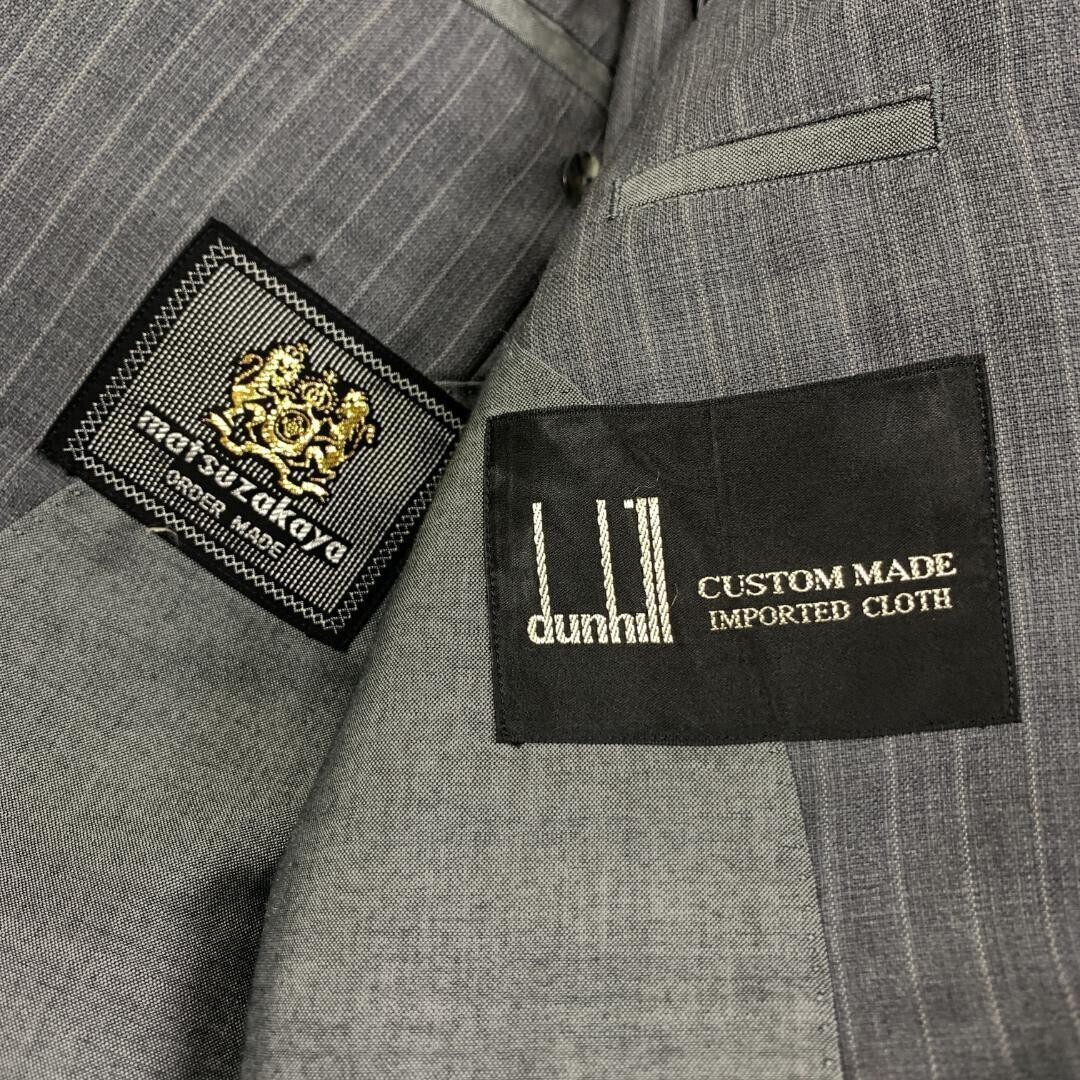 matsuzakaya
ORDER MADE
dunhill
CUSTOM MADE
IMPORTED CLOTH